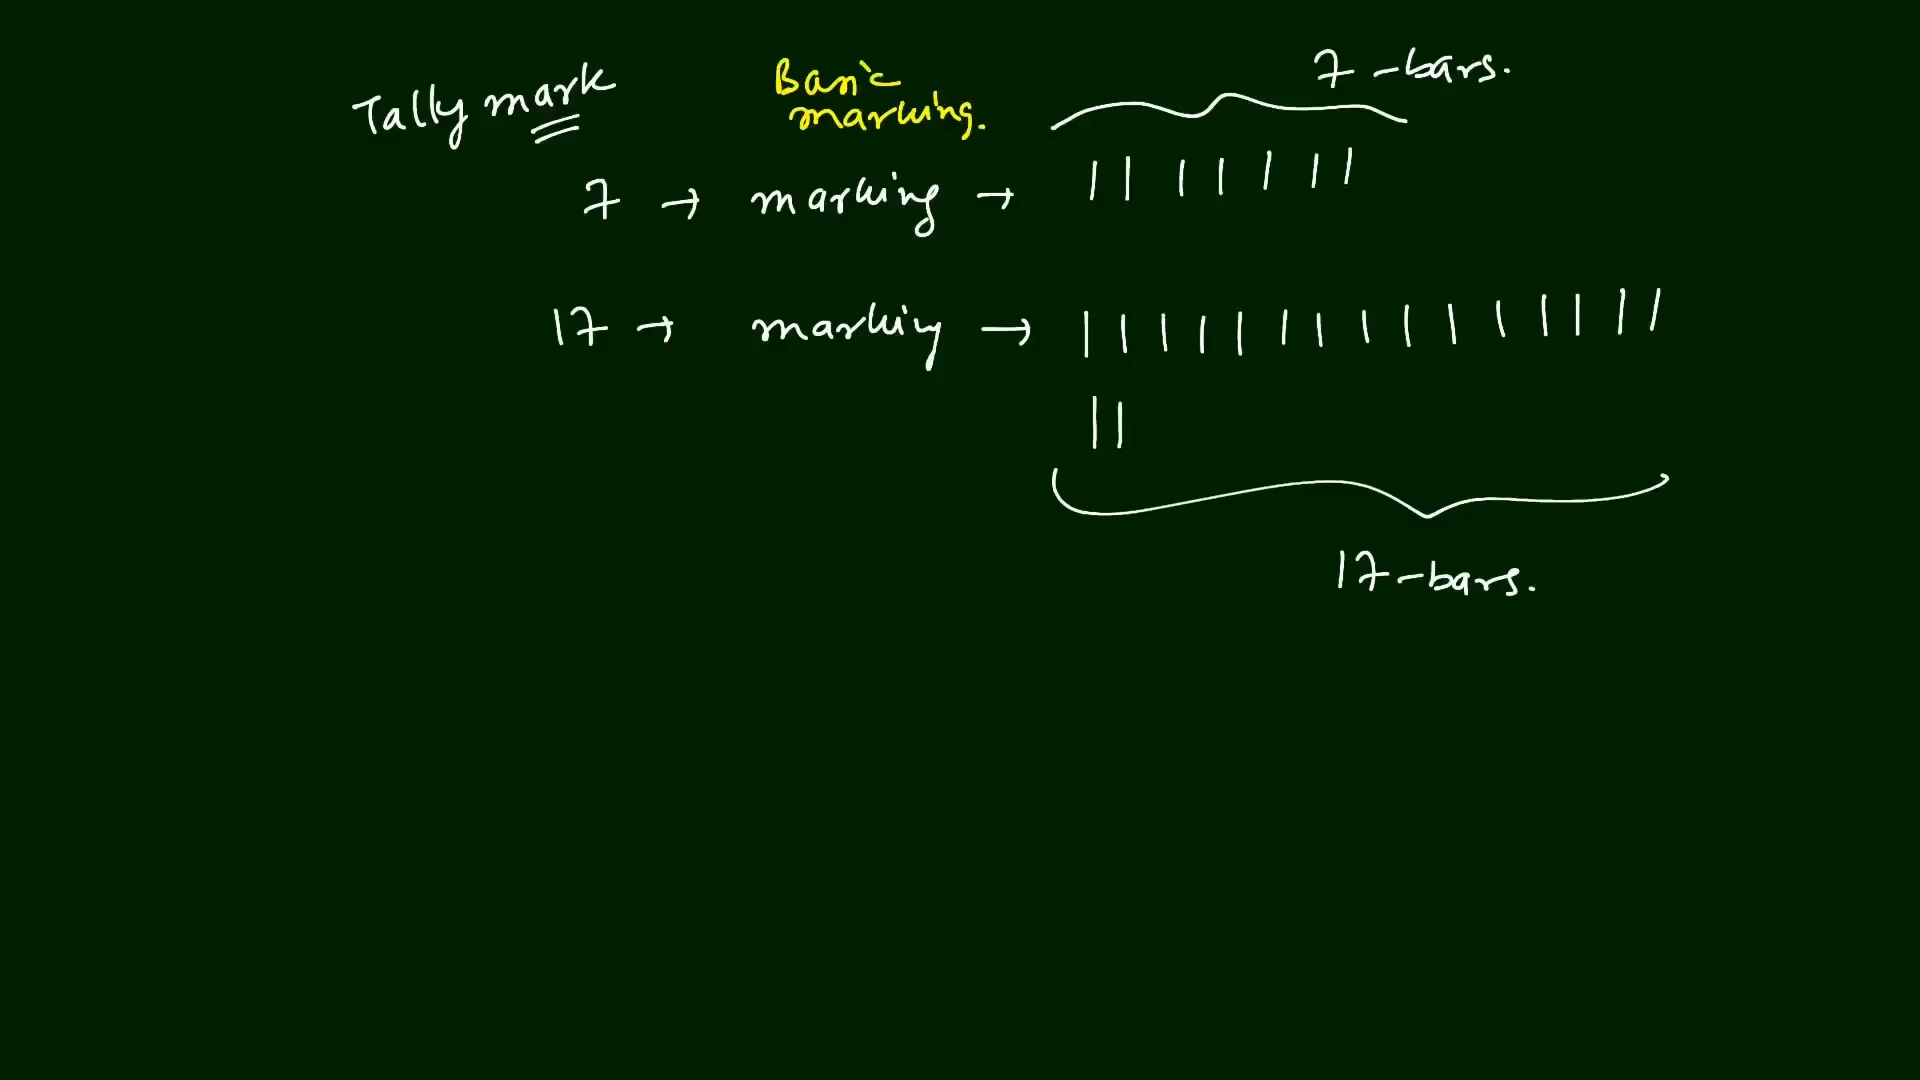 Tally mark
Basic marking.
7 - bars.
7 → marking → | | | | | | |
17 → marking → | | | | | | | | | | | | | | |
| |
17 - bars.